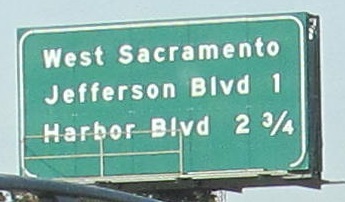 West Sacramento
Jefferson Blvd 1
Harbor Blvd 2 ¾